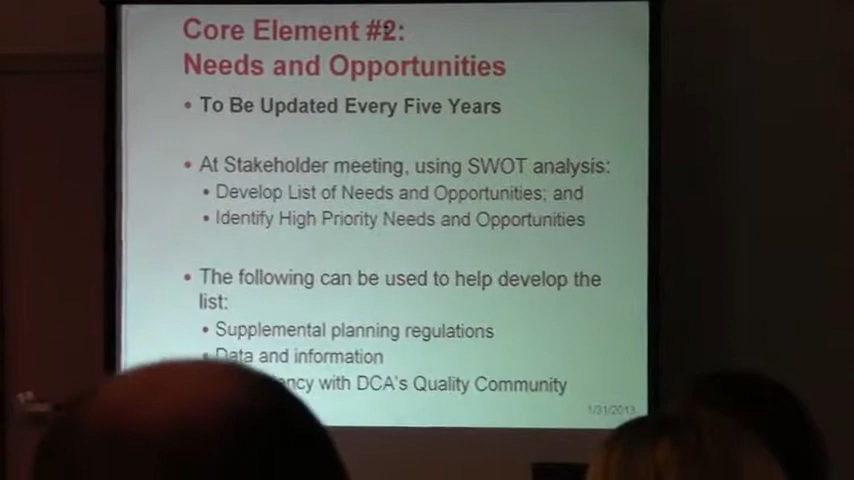 Core Element #2:
Needs and Opportunities
• To Be Updated Every Five Years
• At Stakeholder meeting, using SWOT analysis:
• Develop List of Needs and Opportunities; and
• Identify High Priority Needs and Opportunities
• The following can be used to help develop the
list:
• Supplemental planning regulations
• Data and information
with DCA's Quality Community
1/31/2013